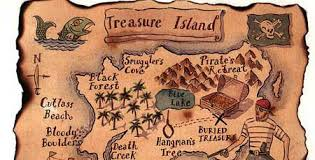 Treasure Island
Smuggler's
Cove
Pirate's
Retreat
Black
Forest
Blue
Lake
Cutlass
Beach
Bloody
Boulders
BURIED
TREASURE
Death
Creek
Hangman's
Tree